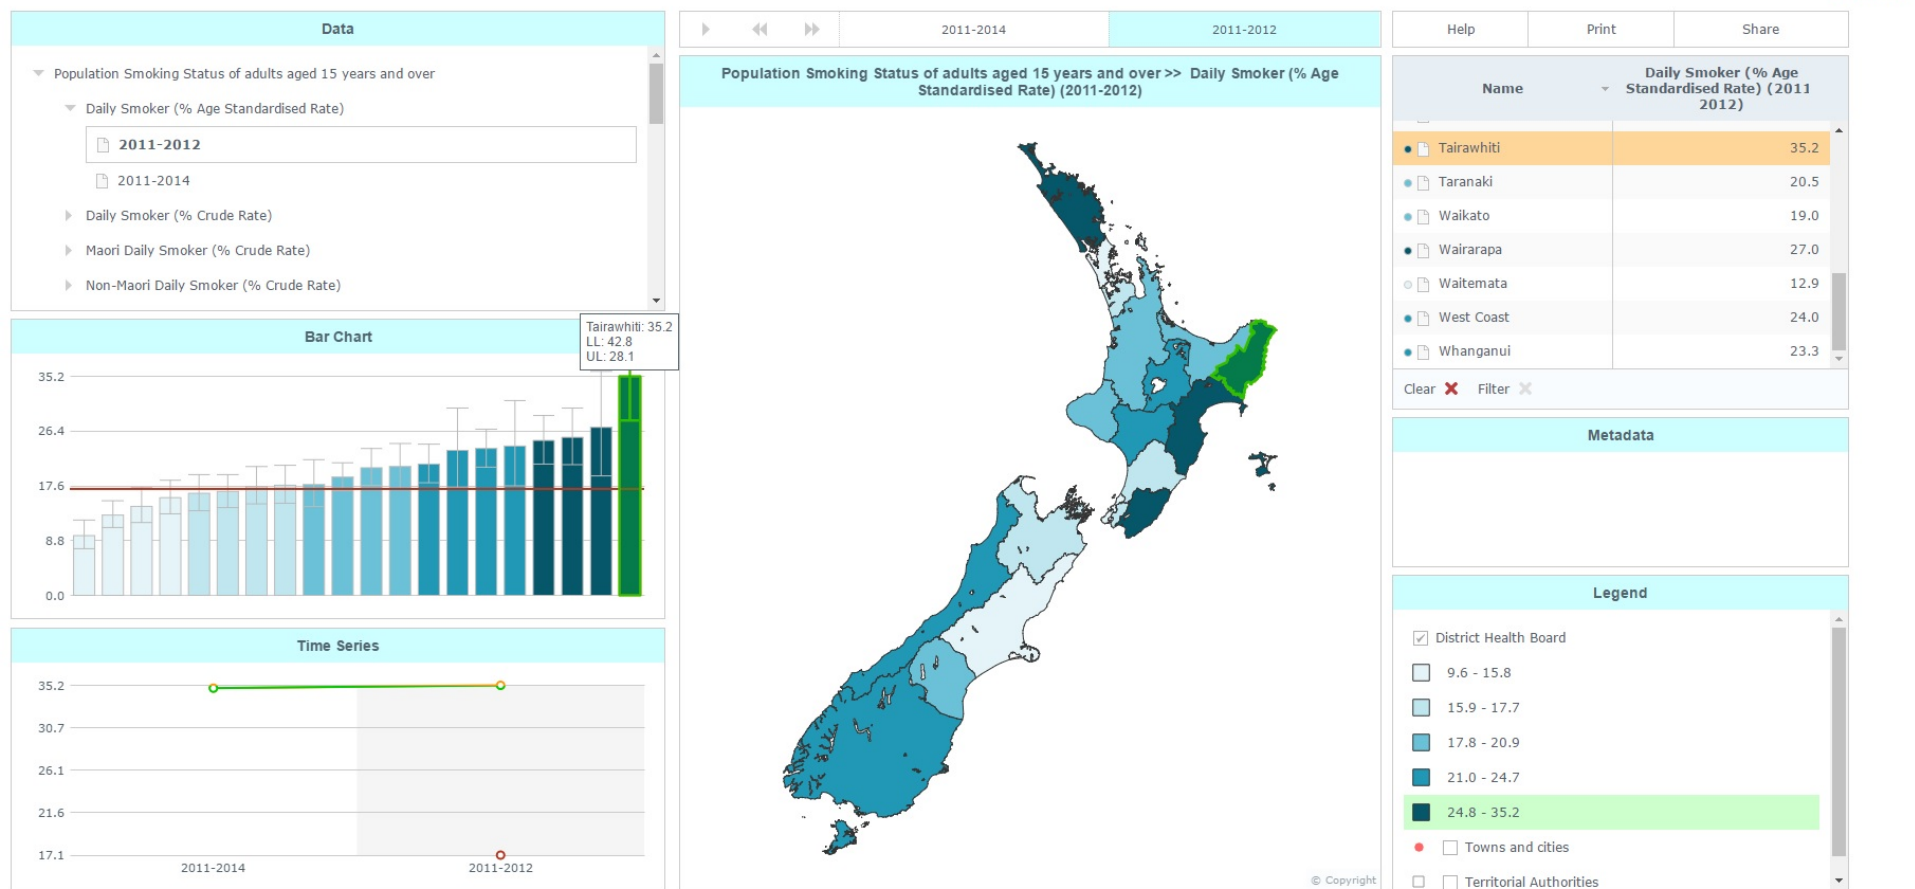 Data
Population Smoking Status of adults aged 15 years and over
Daily Smoker (% Age Standardised Rate)
2011-2012
2011-2014
Daily Smoker (% Crude Rate)
Maori Daily Smoker (% Crude Rate)
Non-Maori Daily Smoker (% Crude Rate)
Bar Chart
Tairawhiti: 35.2
LL: 42.8
UL: 28.1
35.2
26.4
17.6
8.8
0.0
Time Series
35.2
30.7
26.1
21.6
17.1
2011-2014
2011-2012
2011-2014
2011-2012
Population Smoking Status of adults aged 15 years and over >> Daily Smoker (% Age
Standardised Rate) (2011-2012)
© Copyright
Help
Print
Share
Name
Daily Smoker (% Age
Standardised Rate) (2011
2012)
Tairawhiti 35.2
Taranaki 20.5
Waikato 19.0
Wairarapa 27.0
Waitemata 12.9
West Coast 24.0
Whanganui 23.3
Clear
Filter
Metadata
Legend
District Health Board
9.6 - 15.8
15.9 - 17.7
17.8 - 20.9
21.0 - 24.7
24.8 - 35.2
Towns and cities
Territorial Authorities